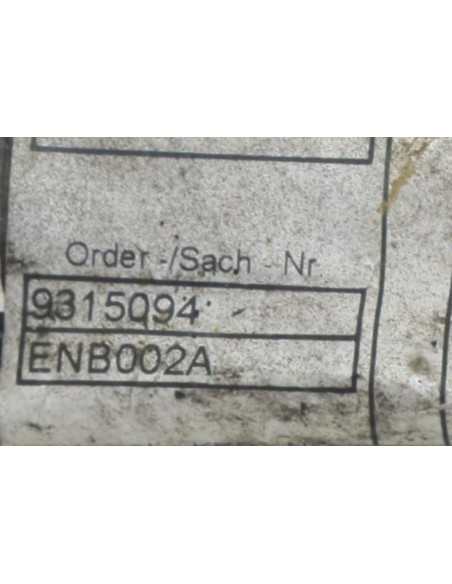 Order -/Sach - Nr
9315094
ENB002A